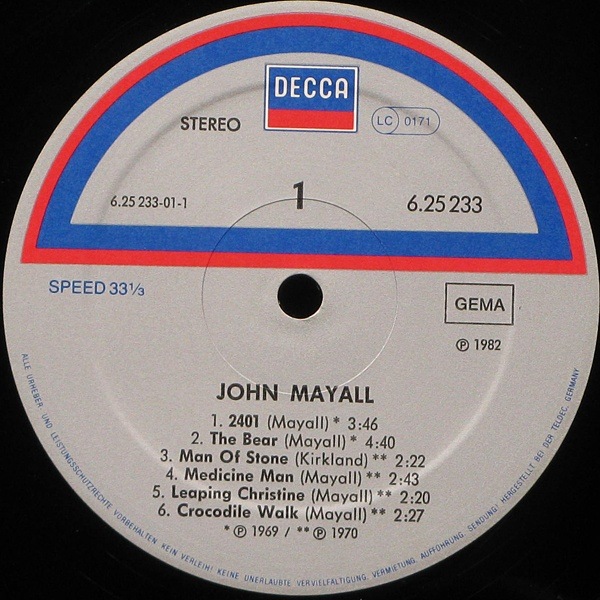 DECCA
STEREO
LC 0171
6.25 233-01-1
1
6.25 233
SPEED 33⅓
GEMA
Ⓟ 1982
JOHN MAYALL
1. 2401 (Mayall) * 3:46
2. The Bear (Mayall) * 4:40
3. Man Of Stone (Kirkland) ** 2:22
4. Medicine Man (Mayall) ** 2:43
5. Leaping Christine (Mayall) ** 2:20
6. Crocodile Walk (Mayall) ** 2:27
* Ⓟ 1969 / ** Ⓟ 1970
ALLE URHEBER- UND LEISTUNGSSCHUTZRECHTE VORBEHALTEN. KEIN VERLEIH! KEINE UNERLAUBTE VERVIELFÄLTIGUNG, VERMIETUNG, AUFFÜHRUNG, SENDUNG! HERGESTELLT BEI DER TELDEC, GERMANY